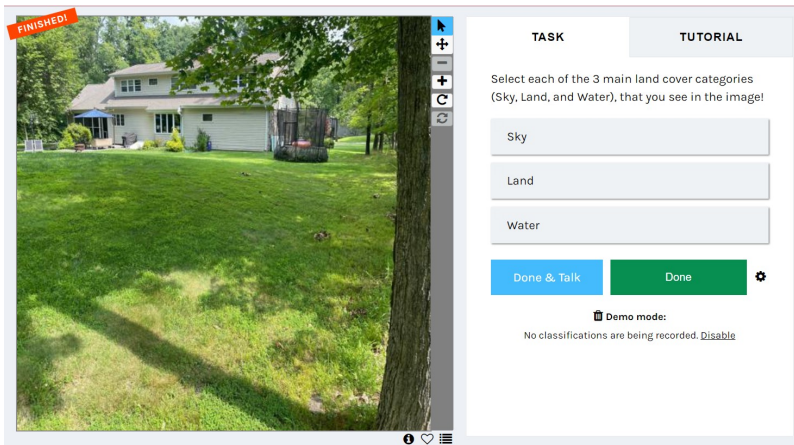 FINISHED!
TASK
TUTORIAL
Select each of the 3 main land cover categories
(Sky, Land, and Water), that you see in the image!
Sky
Land
Water
Done & Talk
Done
Demo mode:
No classifications are being recorded. Disable